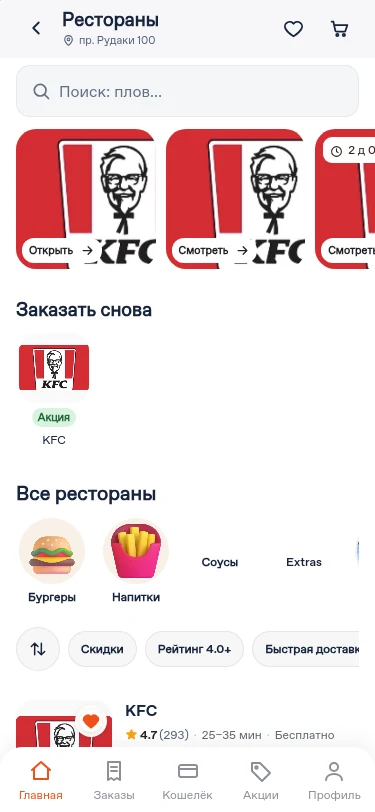 Рестораны
пр. Рудаки 100
Поиск: плов...
2 д 0
Открыть
Смотреть
Смотреть
KFC
KFC
Заказать снова
KFC
Акция
KFC
Все рестораны
Соусы
Extras
Бургеры
Напитки
Скидки
Рейтинг 4.0+
Быстрая доставк
KFC
4.7 (293) · 25–35 мин · Бесплатно
Главная
Заказы
Кошелёк
Акции
Профиль